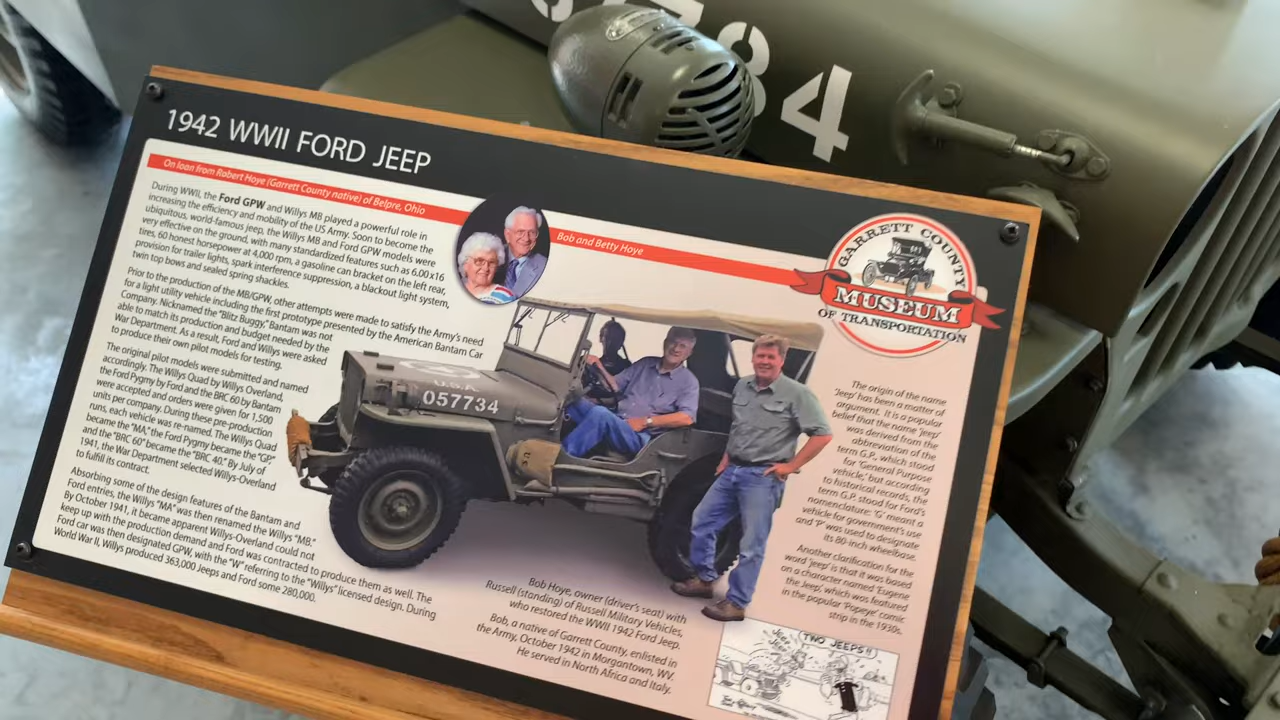 84
1942 WWII FORD JEEP
On loan from Robert Hoye (Garrett County native) of Belpre, Ohio
During WWII, the Ford GPW and Willys MB played a powerful role in
increasing the efficiency and mobility of the US Army. Soon to become the
ubiquitous, world-famous jeep, the Willys MB and Ford GPW models were
very effective on the ground, with many standardized features such as 6.00x16
tires, 60 honest horsepower at 4,000 rpm, a gasoline can bracket on the left rear,
provision for trailer lights, spark interference suppression, a blackout light system,
twin top bows and sealed spring shackles.
Prior to the production of the MB/GPW, other attempts were made to satisfy the Army's need
for a light utility vehicle including the first prototype presented by the American Bantam Car
Company. Nicknamed the "Blitz Buggy," Bantam was not
able to match its production and budget needed by the
War Department. As a result, Ford and Willys were asked
to produce their own pilot models for testing.
The original pilot models were submitted and named
accordingly. The Willys Quad by Willys Overland,
the Ford Pygmy by Ford and the BRC 60 by Bantam
were accepted and orders were given for 1,500
units per company. During these pre-production
runs, each vehicle was re-named. The Willys Quad
became the "MA," the Ford Pygmy became the "GP"
and the "BRC 60" became the "BRC 40." By July of
1941, the War Department selected Willys-Overland
to fulfill its contract.
Absorbing some of the design features of the Bantam and
Ford entries, the Willys "MA" was then renamed the Willys "MB."
By October 1941, it became apparent Willys-Overland could not
keep up with the production demand and Ford was contracted to produce them as well. The
Ford car was then designated GPW, with the "W" referring to the "Willys" licensed design. During
World War II, Willys produced 363,000 Jeeps and Ford some 280,000.
Bob and Betty Hoye
GARRETT COUNTY
MUSEUM
OF TRANSPORTATION
U.S.A
057734
Bob Hoye, owner (driver's seat) with
Russell (standing) of Russell Military Vehicles,
who restored the WWII 1942 Ford Jeep.
Bob, a native of Garrett County, enlisted in
the Army, October 1942 in Morgantown, WV.
He served in North Africa and Italy.
The origin of the name
'Jeep' has been a matter of
argument. It is a popular
belief that the name 'jeep'
was derived from the
abbreviation of the
term G.P., which stood
for 'General Purpose
vehicle,' but according
to historical records, the
term G.P. stood for Ford's
nomenclature: 'G' meant a
vehicle for government's use
and 'P' was used to designate
its 80-inch wheelbase.
Another clarification for the
word 'jeep' is that it was based
on a character named 'Eugene
the Jeep', which was featured
in the popular 'Popeye' comic
strip in the 1930s.
TWO JEEPS!!